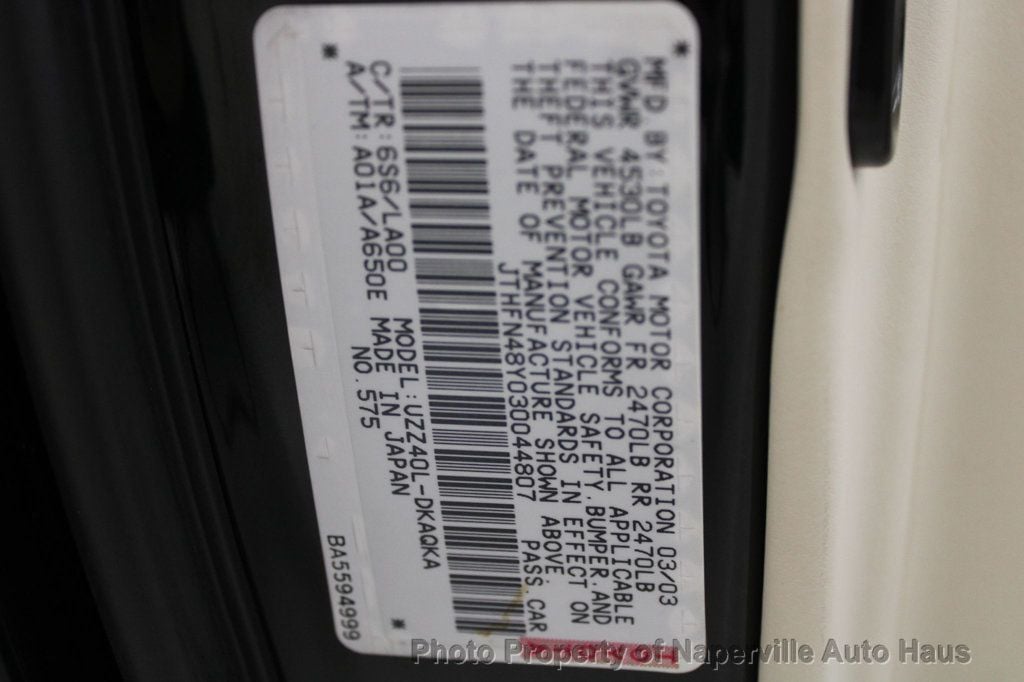 MFD BY:TOYOTA MOTOR CORPORATION 03/03
GVWR 4530LB GAWR FR 2470LB RR 2470LB
THIS VEHICLE CONFORMS TO ALL APPLICABLE
FEDERAL MOTOR VEHICLE SAFETY,BUMPER,AND
THEFT PREVENTION STANDARDS IN EFFECT ON
THE DATE OF MANUFACTURE SHOWN ABOVE.
JTHFN48Y030044807 PASS.CAR
C/TR:6S6/LA00 MODEL:UZZ40L-DKAQKA
A/TM:A01A/A650E MADE IN JAPAN
NO.575
BA5594999
Photo Property of Naperville Auto Haus